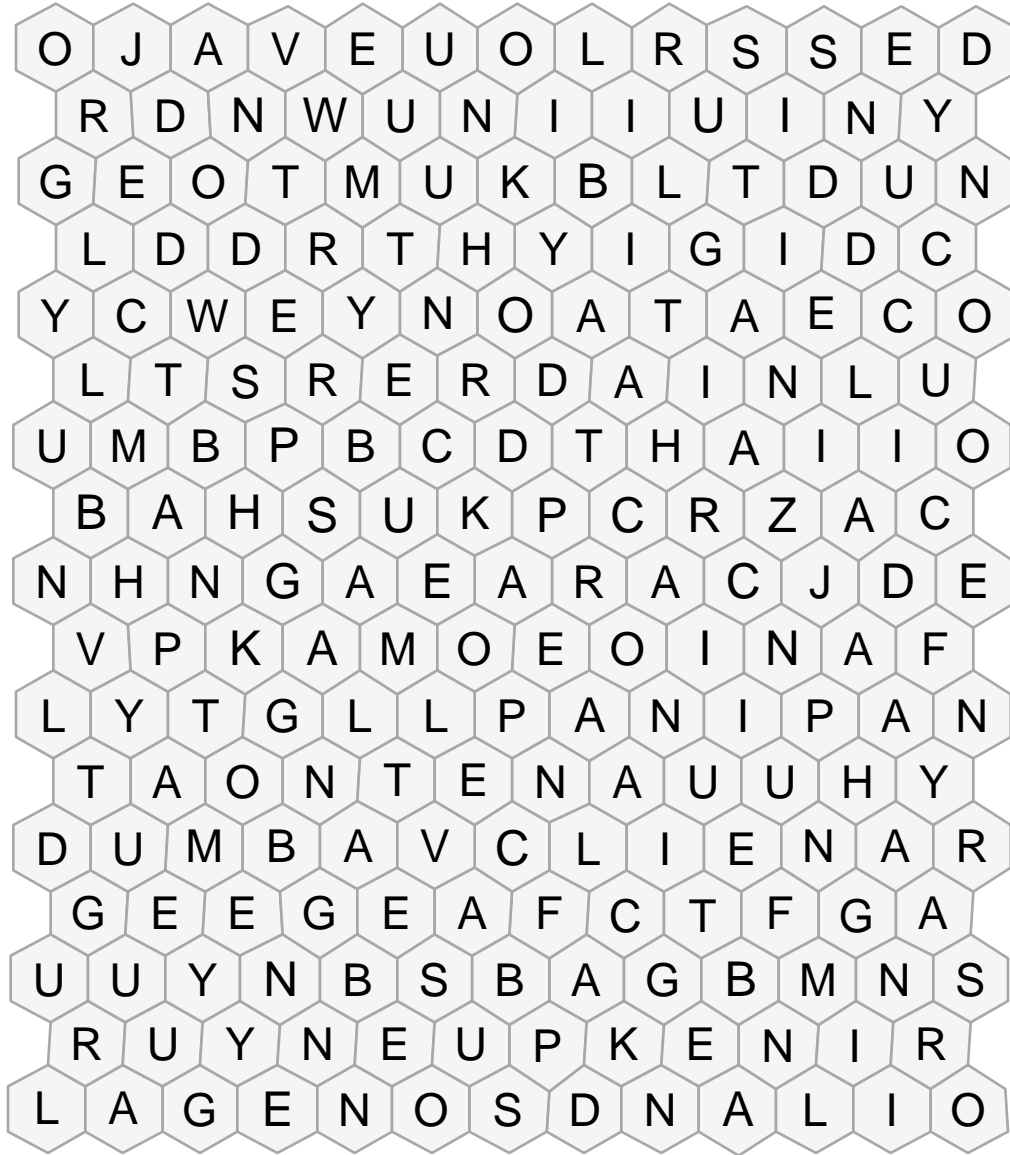 O J A V E U O L R S S E D
R D N W U N I I U I N Y
G E O T M U K B L T D U N
L D D R T H Y I G I D C
Y C W E Y N O A T A E C O
L T S R E R D A I N L U
U M B P B C D T H A I I O
B A H S U K P C R Z A C
N H N G A E A R A C J D E
V P K A M O E O I N A F
L Y T G L L P A N I P A N
T A O N T E N A U U H Y
D U M B A V C L I E N A R
G E E G E A F C T F G A
U U Y N B S B A G B M N S
R U Y N E U P K E N I R
L A G E N O S D N A L I O